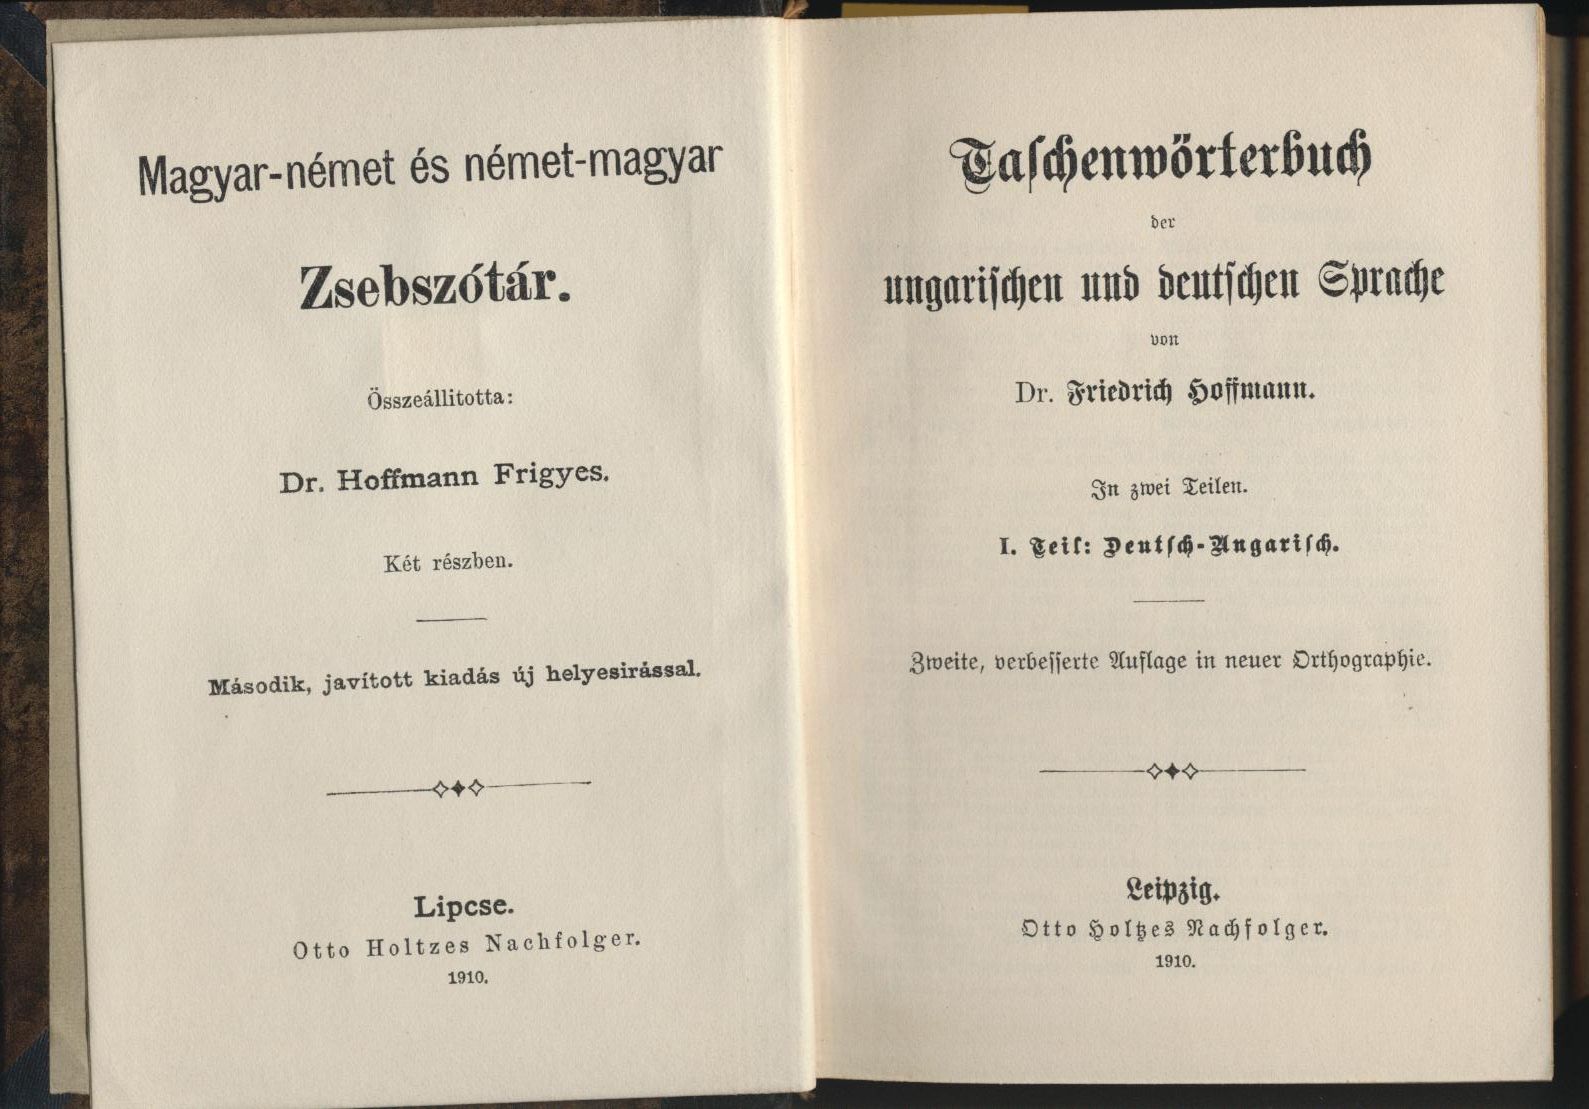 Magyar-német és német-magyar
Zsebszótár.
Összeállitotta:
Dr. Hoffmann Frigyes.
Két részben.
Második, javított kiadás új helyesirással.
Lipcse.
Otto Holtzes Nachfolger.
1910.
Taſchenwörterbuch
der
ungariſchen und deutſchen Sprache
von
Dr. Friedrich Hoffmann.
In zwei Teilen.
I. Teil: Deutſch-Ungariſch.
Zweite, verbeſſerte Auflage in neuer Orthographie.
Leipzig.
Otto Holtzes Nachfolger.
1910.